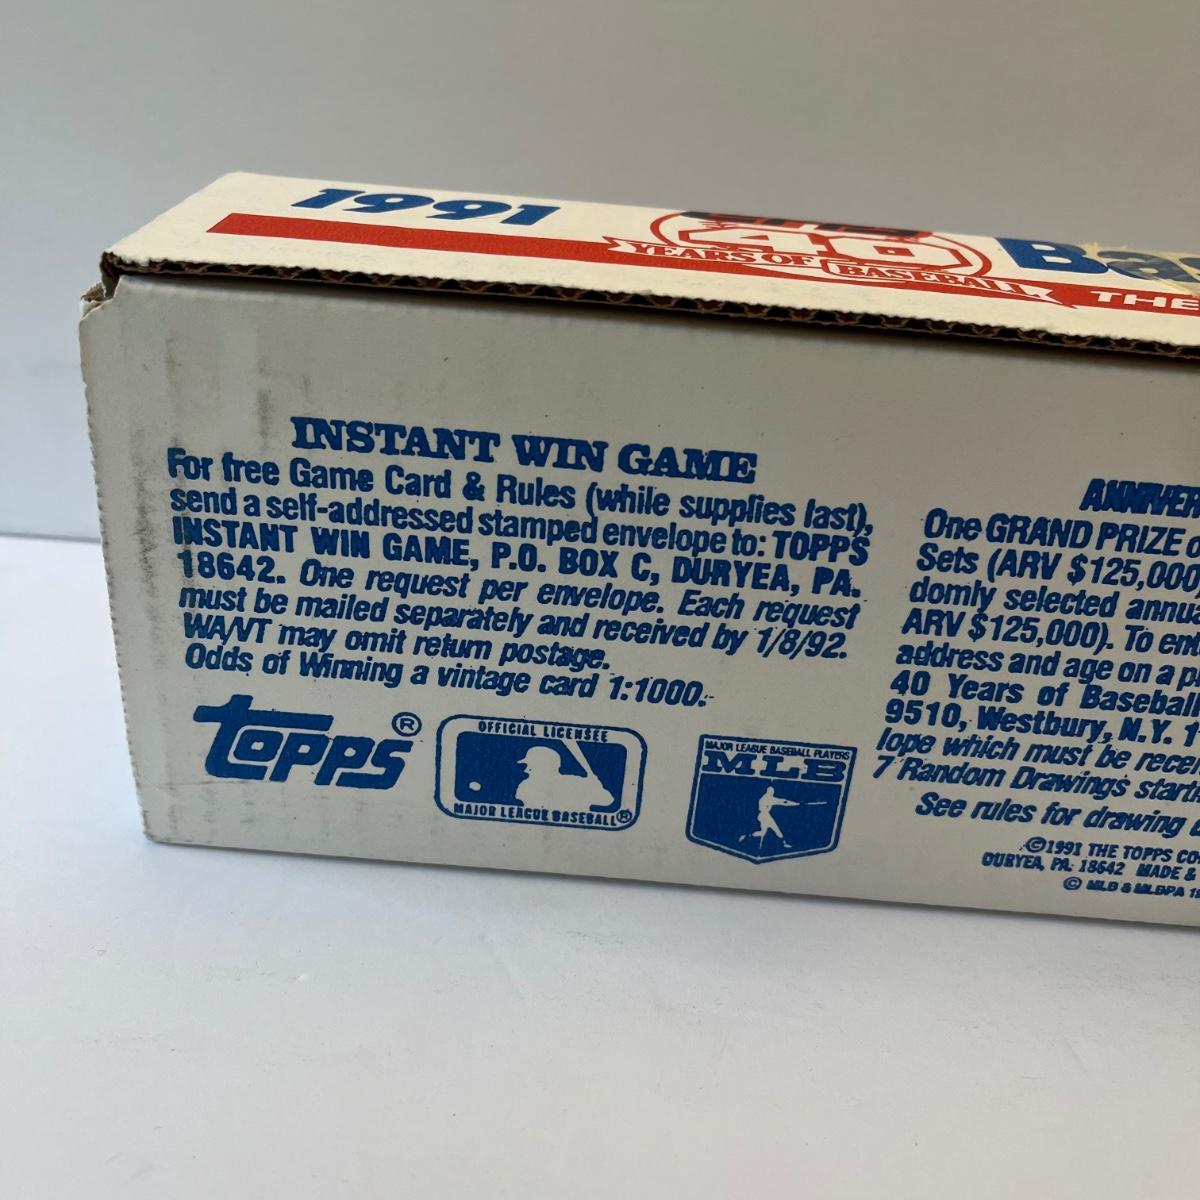 1991
40
YEARS OF BASEBALL
THE
INSTANT WIN GAME
For free Game Card & Rules (while supplies last),
send a self-addressed stamped envelope to: TOPPS
INSTANT WIN GAME, P.O. BOX C, DURYEA, PA.
18642. One request per envelope. Each request
must be mailed separately and received by 1/8/92.
WA/VT may omit return postage.
Odds of Winning a vintage card 1:1000.
TOPPS®
OFFICIAL LICENSEE
MAJOR LEAGUE BASEBALL®
MAJOR LEAGUE BASEBALL PLAYERS
MLB
One GRAND PRIZE
Sets (ARV $125,000)
domly selected
ARV $125,000). To
address and age on a
40 Years of Baseball
9510, Westbury, N.Y.
lope which must be
7 Random Drawings
See rules for drawing
©1991 THE TOPPS
DURYEA, PA. 18642 MADE &
© MLB & MLBPA